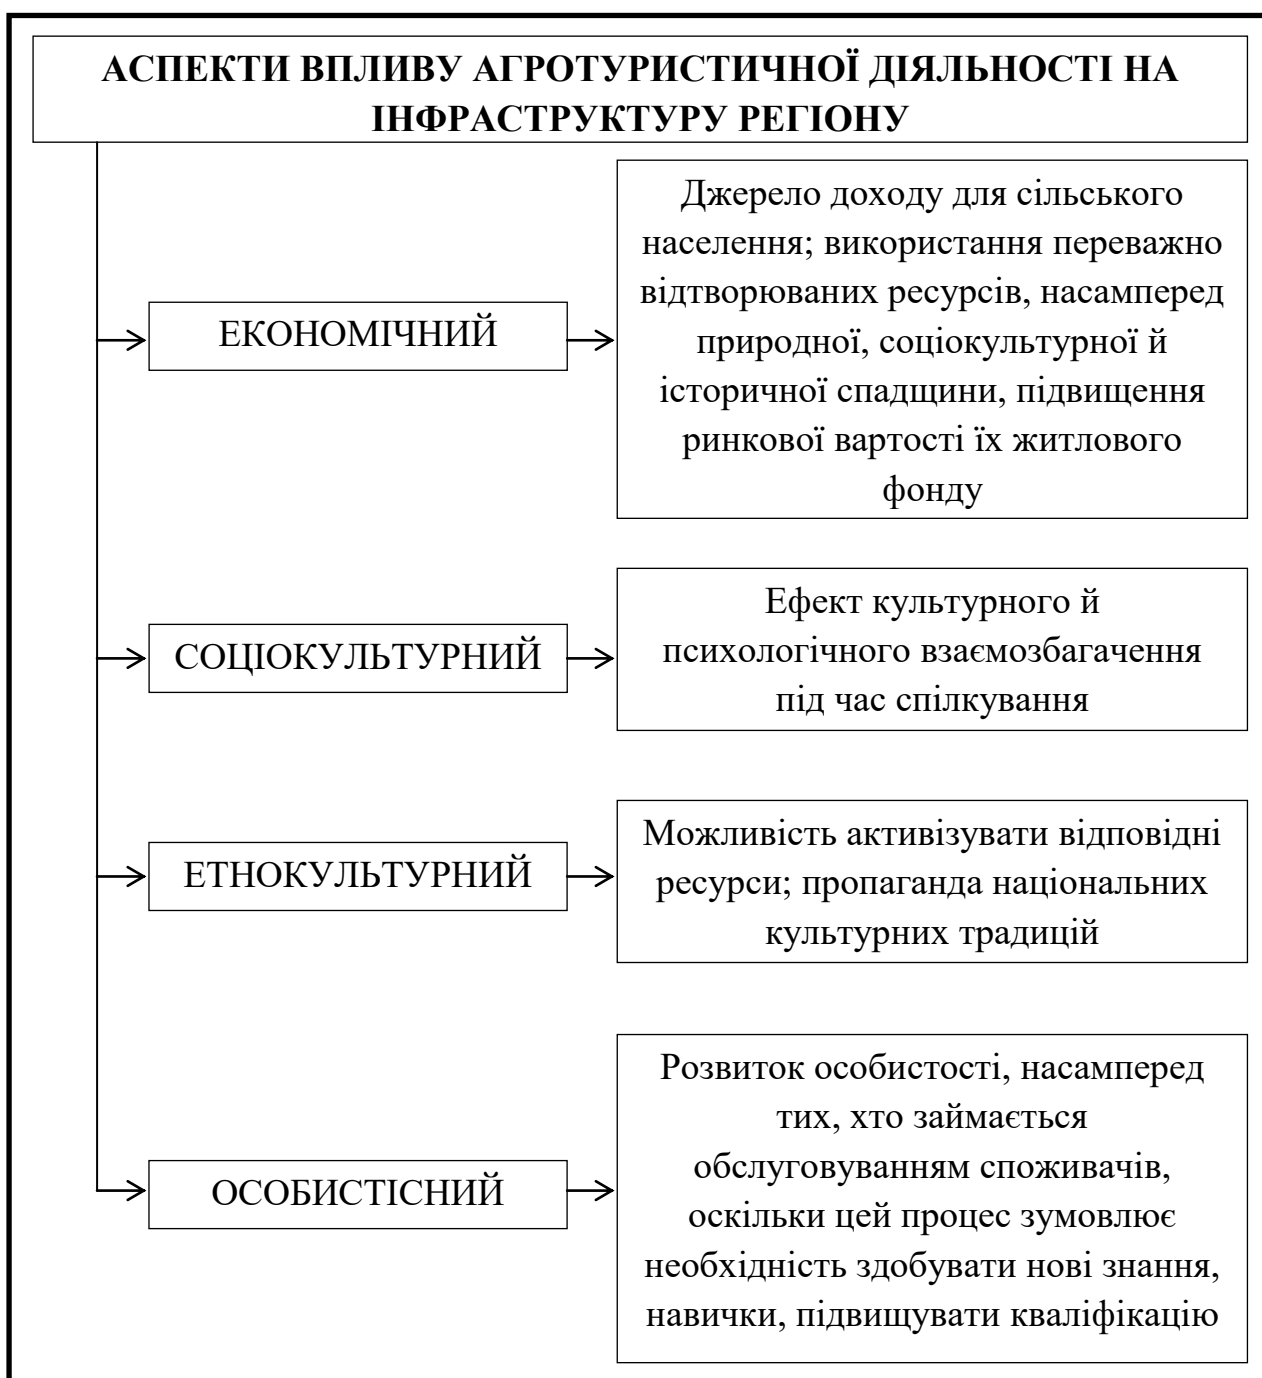 АСПЕКТИ ВПЛИВУ АГРОТУРИСТИЧНОЇ ДІЯЛЬНОСТІ НА
ІНФРАСТРУКТУРУ РЕГІОНУ
ЕКОНОМІЧНИЙ
Джерело доходу для сільського
населення; використання переважно
відтворюваних ресурсів, насамперед
природної, соціокультурної й
історичної спадщини, підвищення
ринкової вартості їх житлового
фонду
СОЦІОКУЛЬТУРНИЙ
Ефект культурного й
психологічного взаємозбагачення
під час спілкування
ЕТНОКУЛЬТУРНИЙ
Можливість активізувати відповідні
ресурси; пропаганда національних
культурних традицій
ОСОБИСТІСНИЙ
Розвиток особистості, насамперед
тих, хто займається
обслуговуванням споживачів,
оскільки цей процес зумовлює
необхідність здобувати нові знання,
навички, підвищувати кваліфікацію